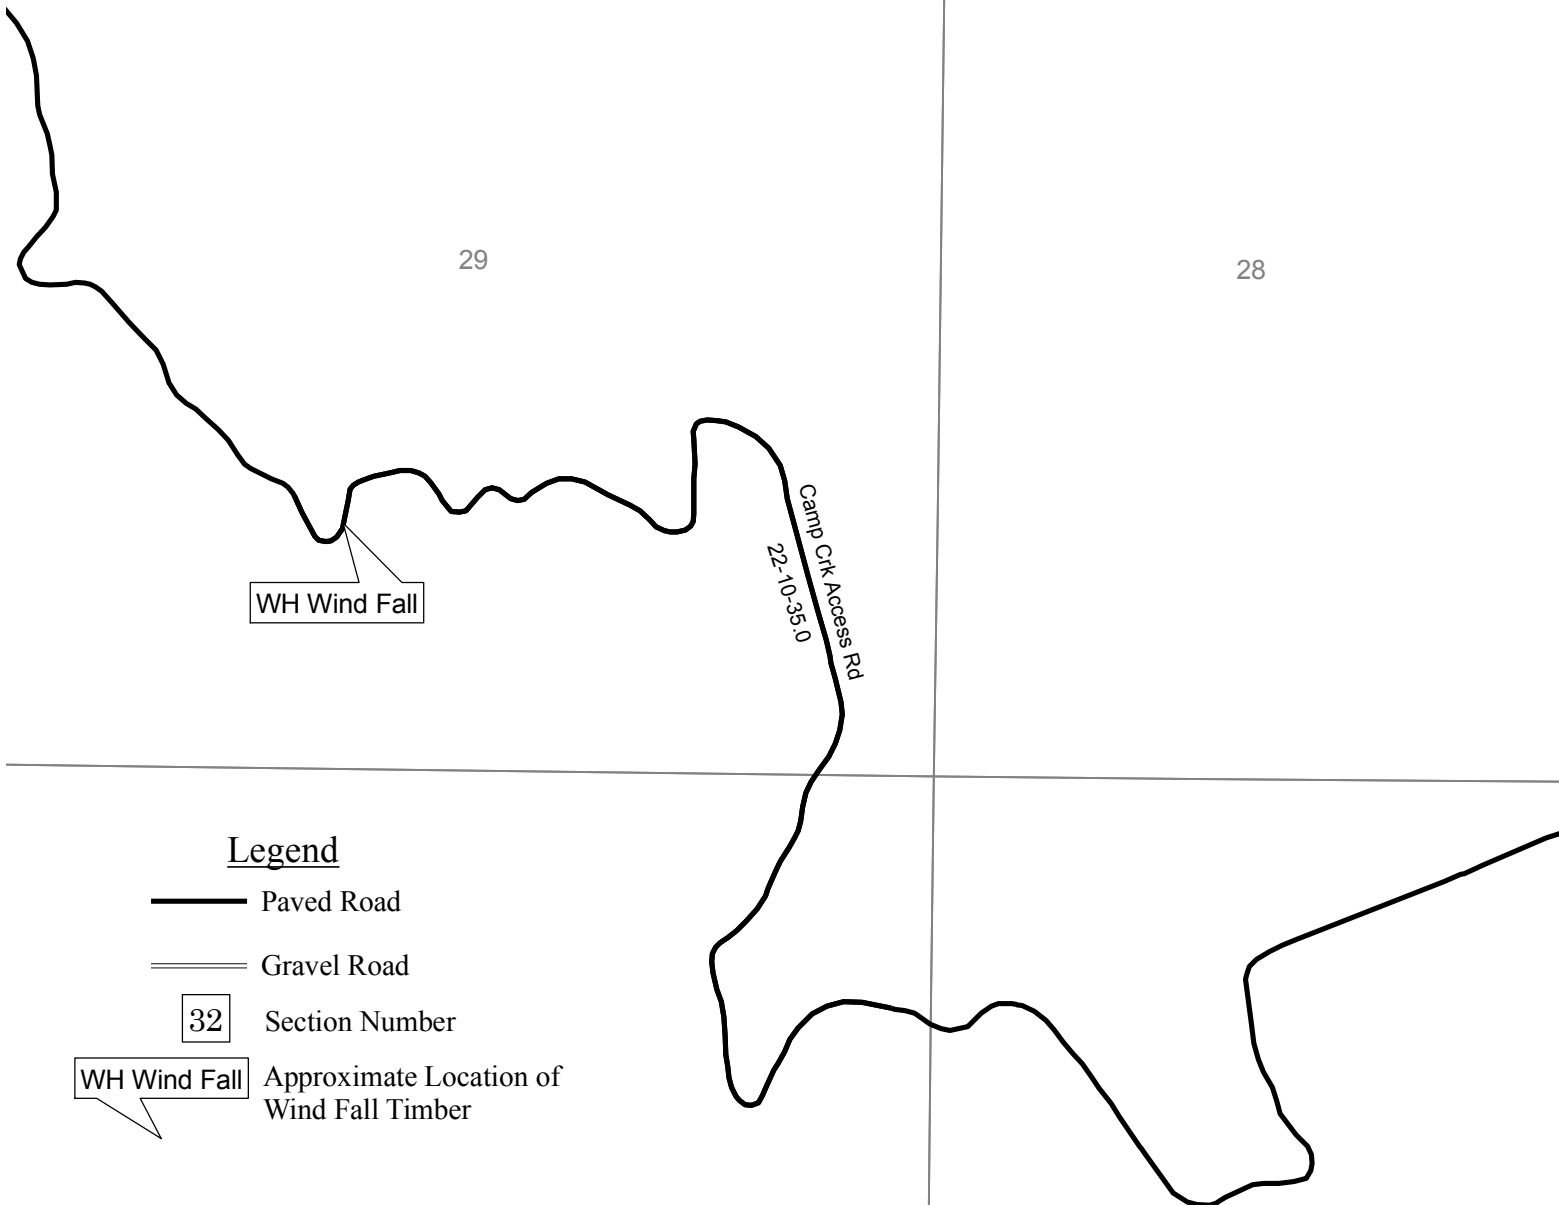 29
28
Camp Crk Access Rd
22-10-35.0
WH Wind Fall
Legend
Paved Road
Gravel Road
32 Section Number
WH Wind Fall
Approximate Location of
Wind Fall Timber